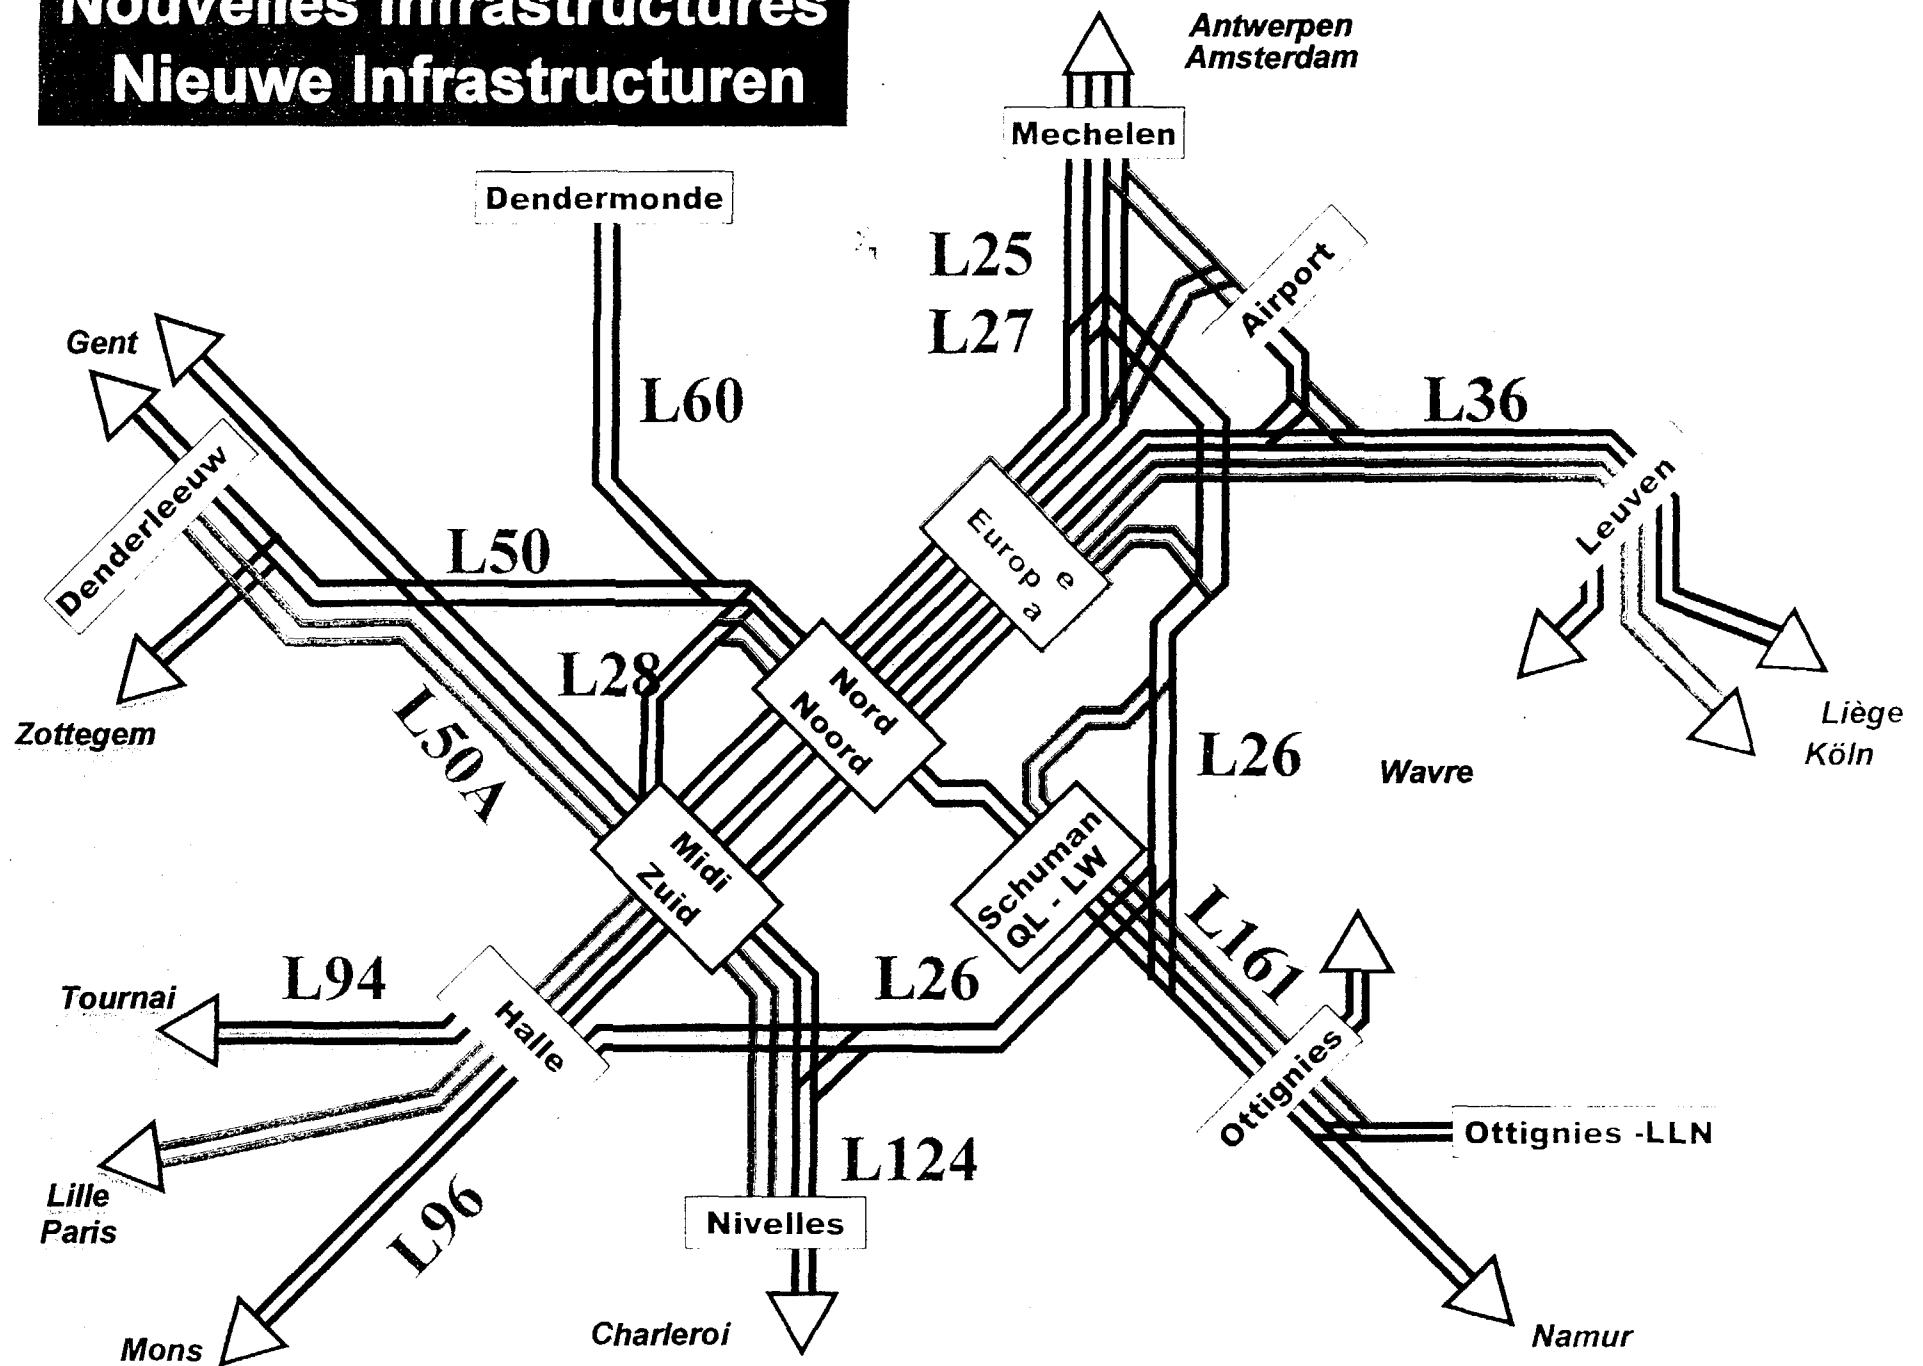 Nouvelles Infrastructures
Nieuwe Infrastructuren
Antwerpen
Amsterdam
Mechelen
Dendermonde
L25
L27
Airport
Gent
L60
L36
Denderleeuw
L50
Europ e
a
Leuven
L28
Nord
Noord
Zottegem
L50A
Liège
Köln
L26
Wavre
Midi
Zuid
Schuman
QL - LW
L161
Tournai
L94
L26
Halle
Ottignies
Ottignies -LLN
L124
Lille
Paris
L96
Nivelles
Charleroi
Mons
Namur